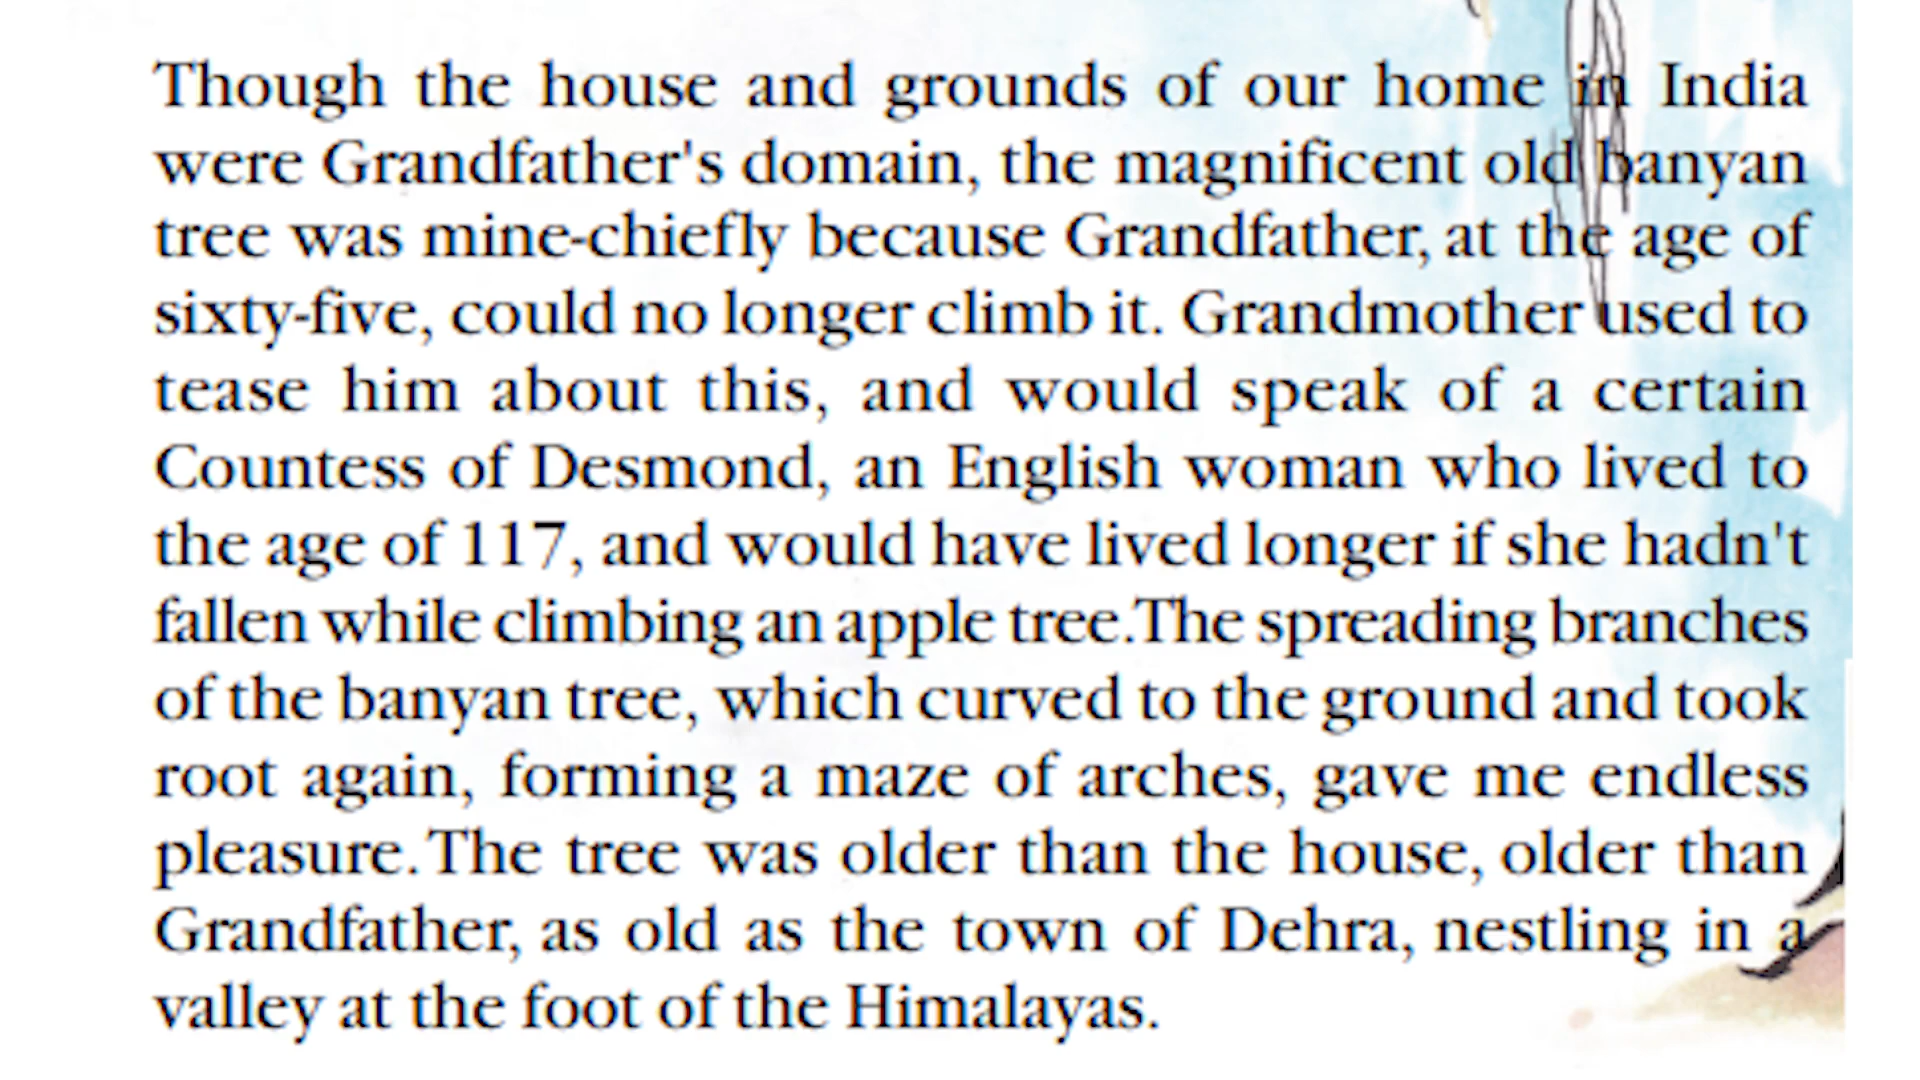 Though the house and grounds of our home in India
were Grandfather's domain, the magnificent old banyan
tree was mine-chiefly because Grandfather, at the age of
sixty-five, could no longer climb it. Grandmother used to
tease him about this, and would speak of a certain
Countess of Desmond, an English woman who lived to
the age of 117, and would have lived longer if she hadn't
fallen while climbing an apple tree.The spreading branches
of the banyan tree, which curved to the ground and took
root again, forming a maze of arches, gave me endless
pleasure.The tree was older than the house, older than
Grandfather, as old as the town of Dehra, nestling in a
valley at the foot of the Himalayas.